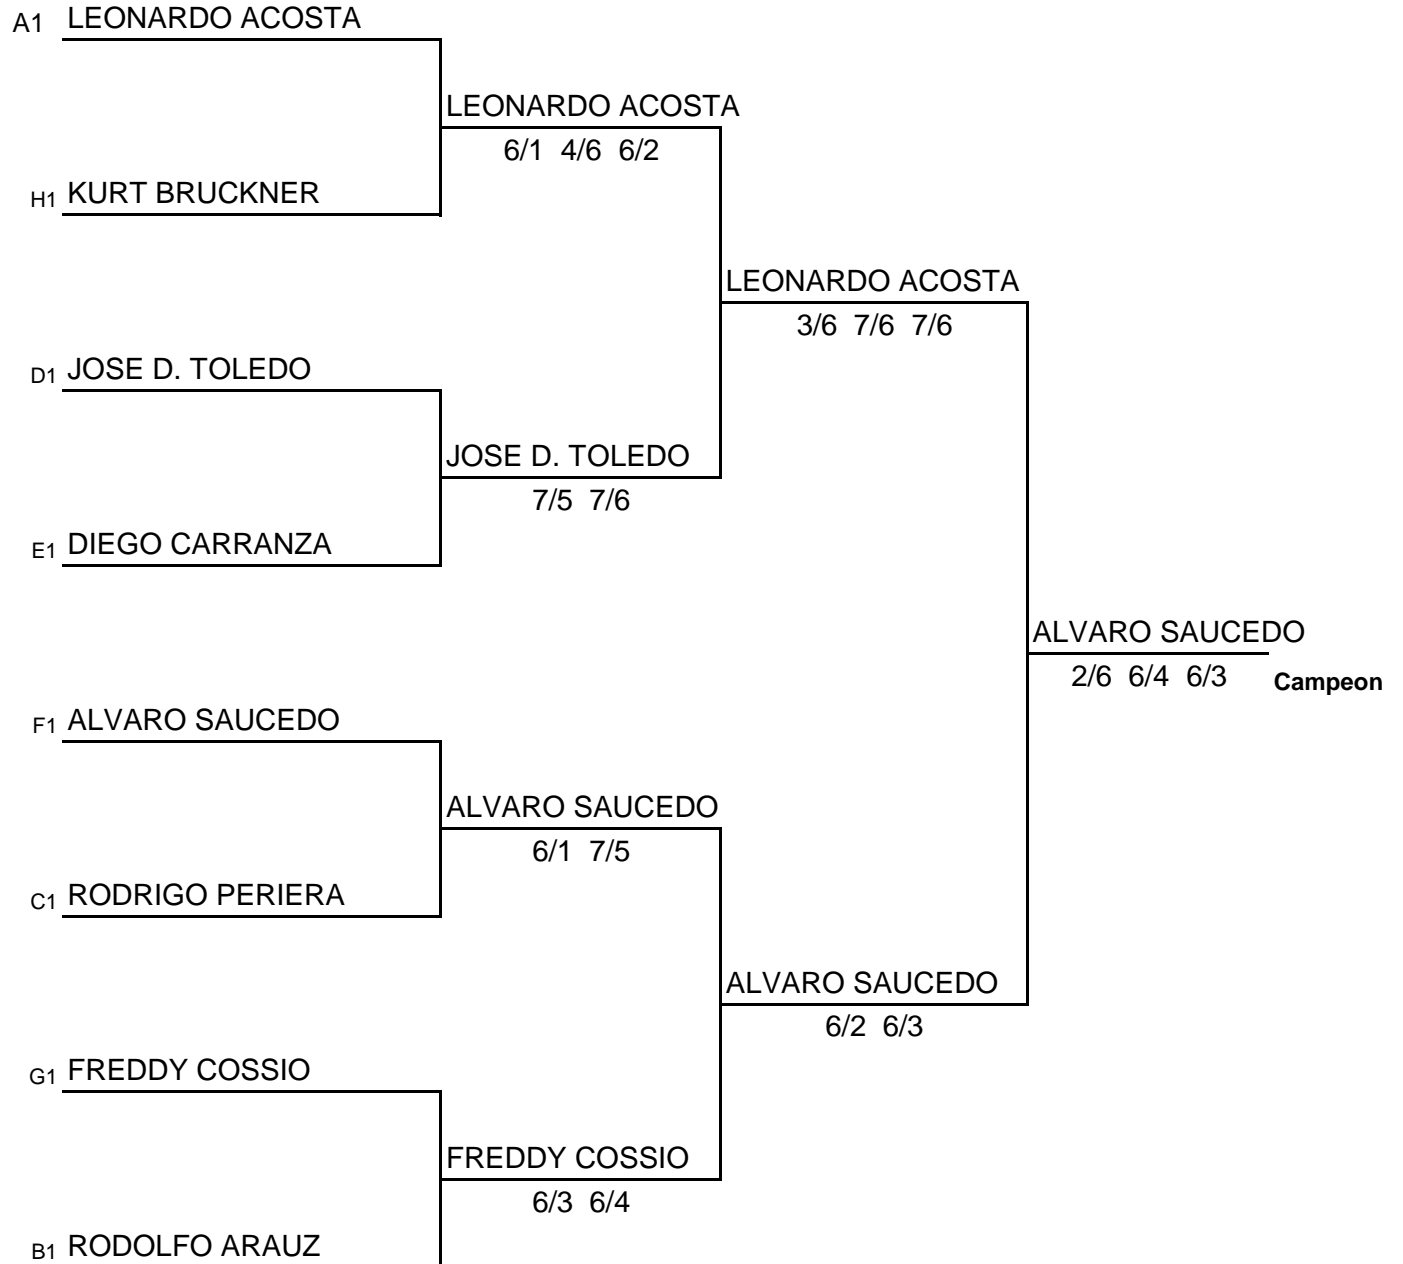 A1 LEONARDO ACOSTA
LEONARDO ACOSTA
6/1 4/6 6/2
H1 KURT BRUCKNER
LEONARDO ACOSTA
3/6 7/6 7/6
D1 JOSE D. TOLEDO
JOSE D. TOLEDO
7/5 7/6
E1 DIEGO CARRANZA
ALVARO SAUCEDO
2/6 6/4 6/3 Campeon
F1 ALVARO SAUCEDO
ALVARO SAUCEDO
6/1 7/5
C1 RODRIGO PERIERA
ALVARO SAUCEDO
6/2 6/3
G1 FREDDY COSSIO
FREDDY COSSIO
6/3 6/4
B1 RODOLFO ARAUZ